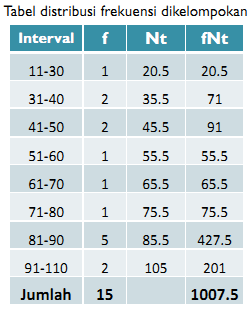 Tabel distribusi frekuensi dikelompokan
Interval f Nt fNt
11-30 1 20.5 20.5
31-40 2 35.5 71
41-50 2 45.5 91
51-60 1 55.5 55.5
61-70 1 65.5 65.5
71-80 1 75.5 75.5
81-90 5 85.5 427.5
91-110 2 105 201
Jumlah 15 1007.5